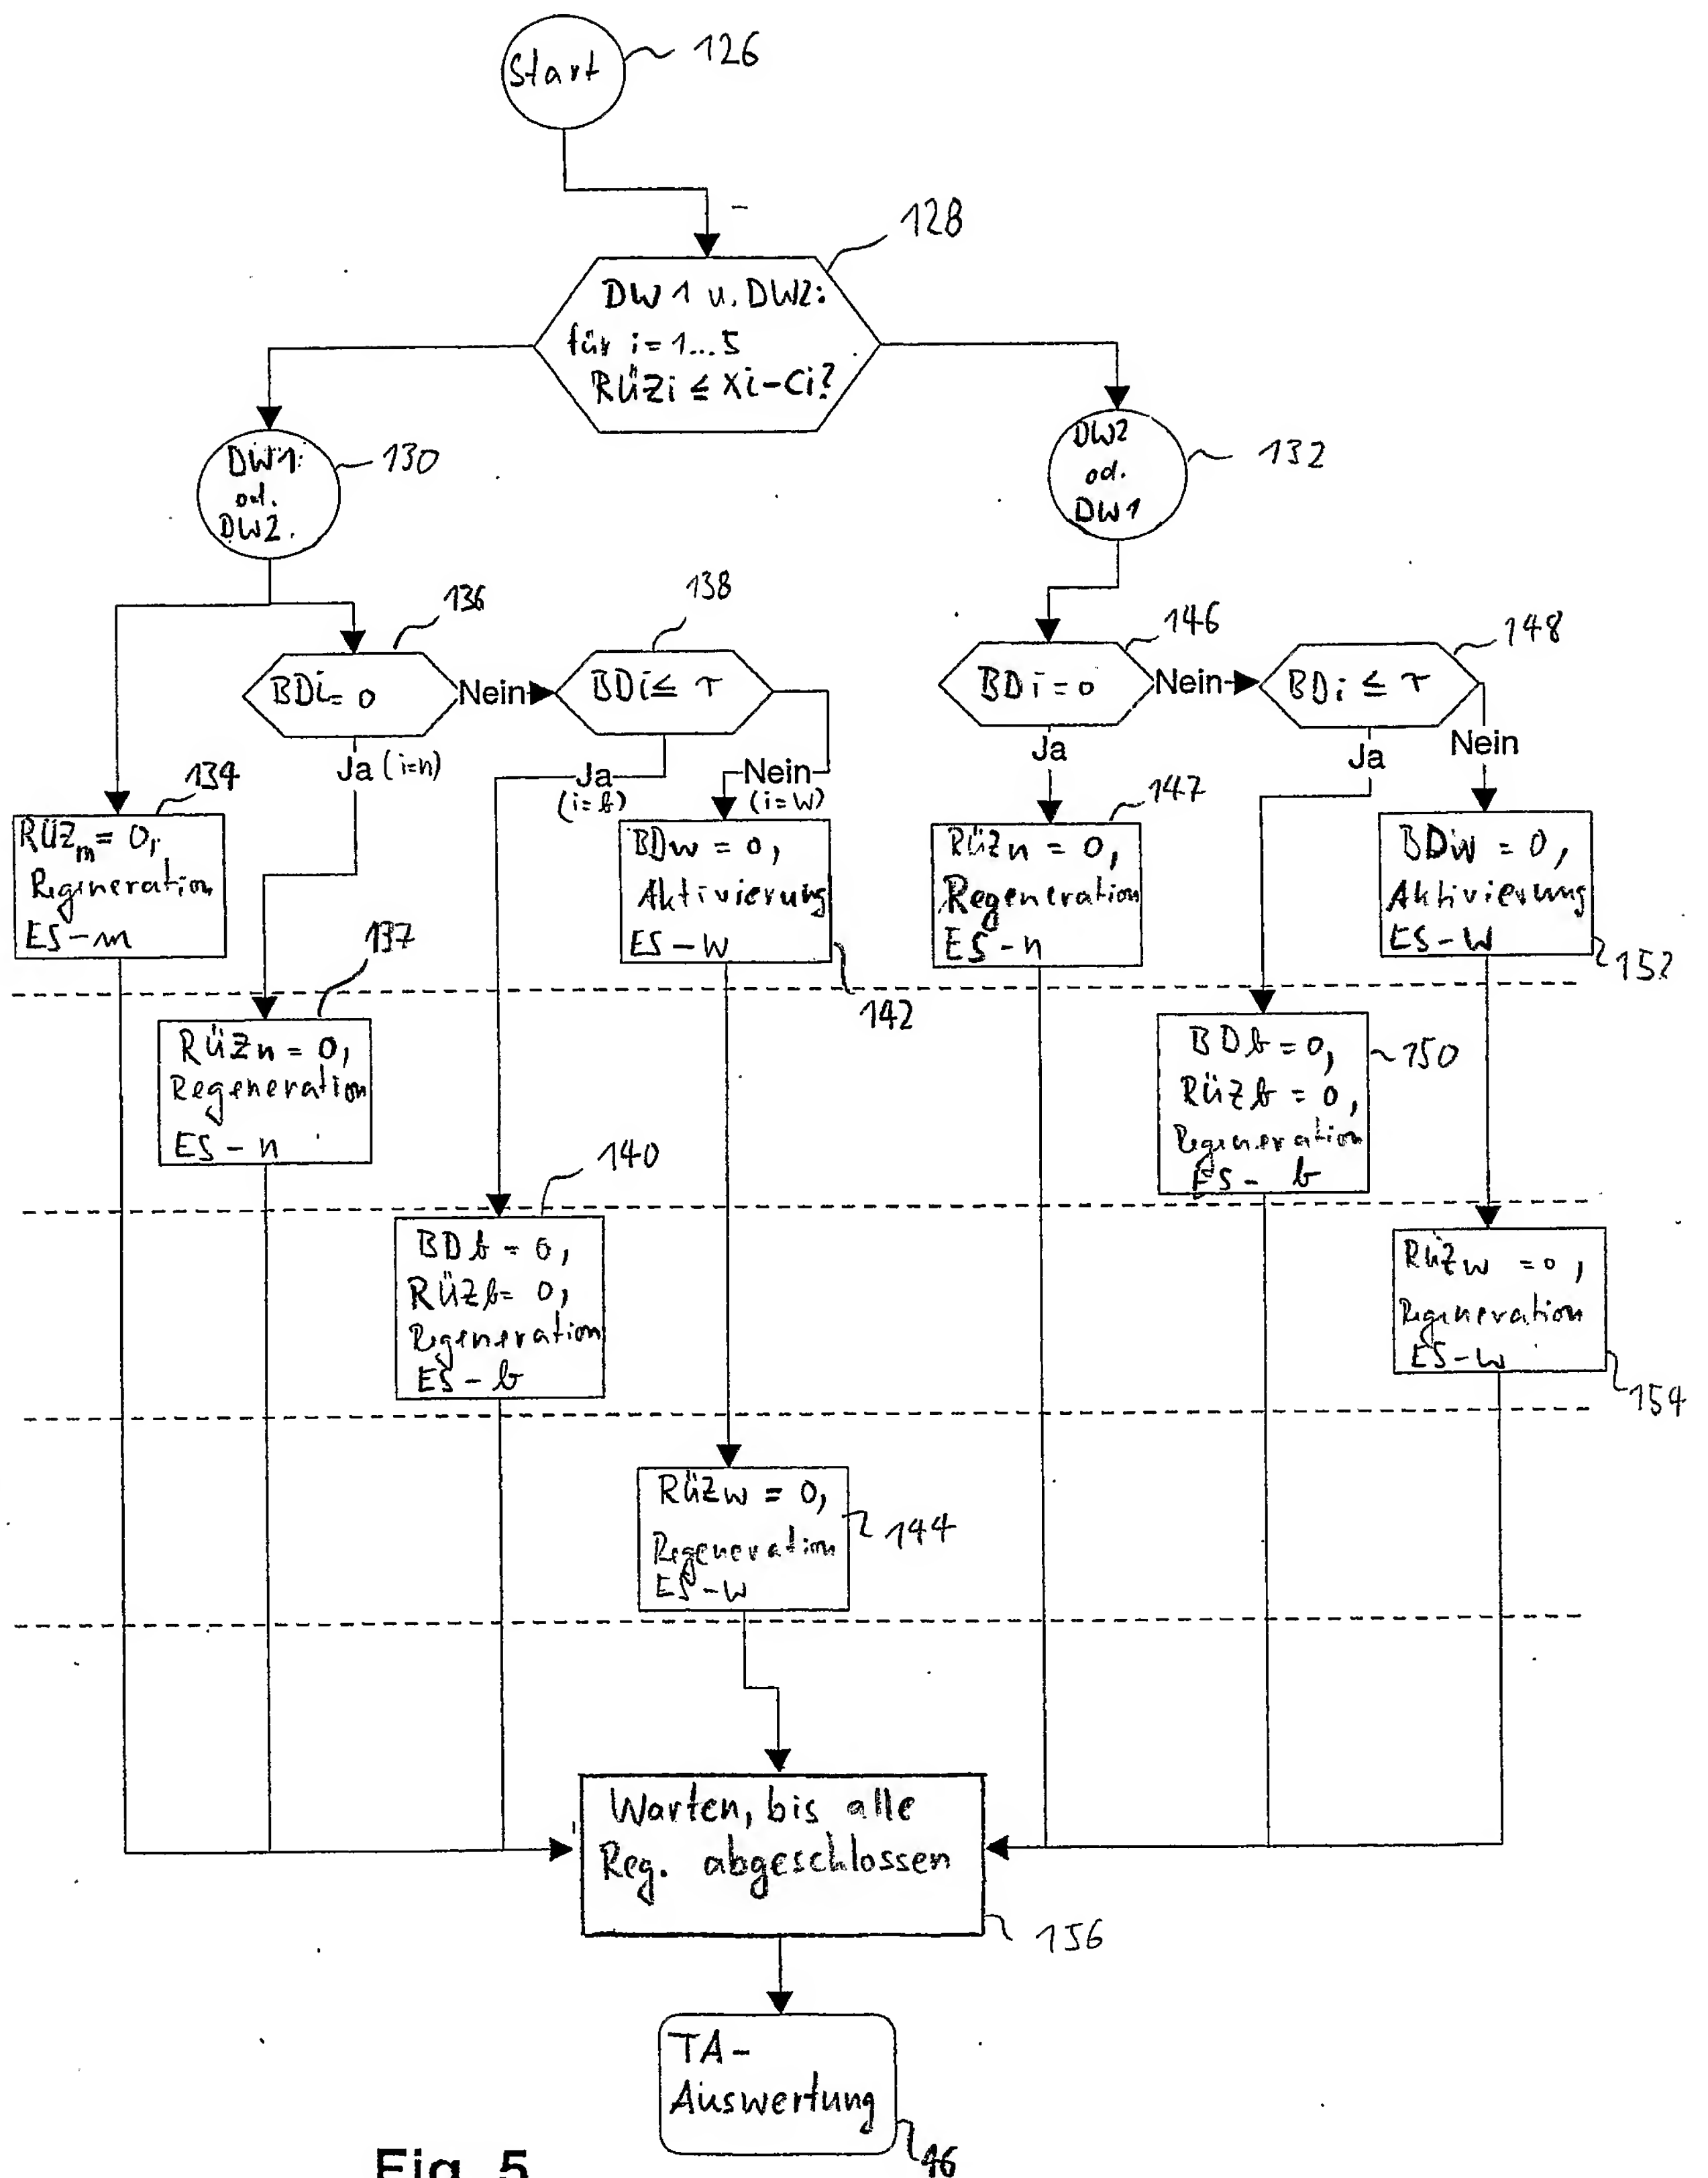 Start
126
128
DW 1 u. DW2:
für i = 1...5
RÜZi ≤ Xi-Ci?
DW1
od.
DW2.
130
DW2
od.
DW1
132
136
BDi= 0
Nein
138
BDi ≤ τ
146
BDi = 0
Nein
148
BDi ≤ τ
Ja (i=n)
Ja
(i=b)
Nein
(i=W)
Ja
Ja
Nein
134
RÜZm = 0,
Regeneration
ES-m
BDw = 0,
Aktivierung
ES-W
142
147
RÜZn = 0,
Regeneration
ES-n
BDw = 0,
Aktivierung
ES-W
152
137
RÜZn = 0,
Regeneration
ES-n
BDb = 0,
RÜZb = 0,
Regeneration
ES- b
150
140
BDb = 0,
RÜZb= 0,
Regeneration
ES-b
RÜZw = 0,
Regeneration
ES-W
154
RÜZw = 0,
Regeneration
ES-W
144
Warten, bis alle
Reg. abgeschlossen
156
TA-
Auswertung
46
Fig. 5